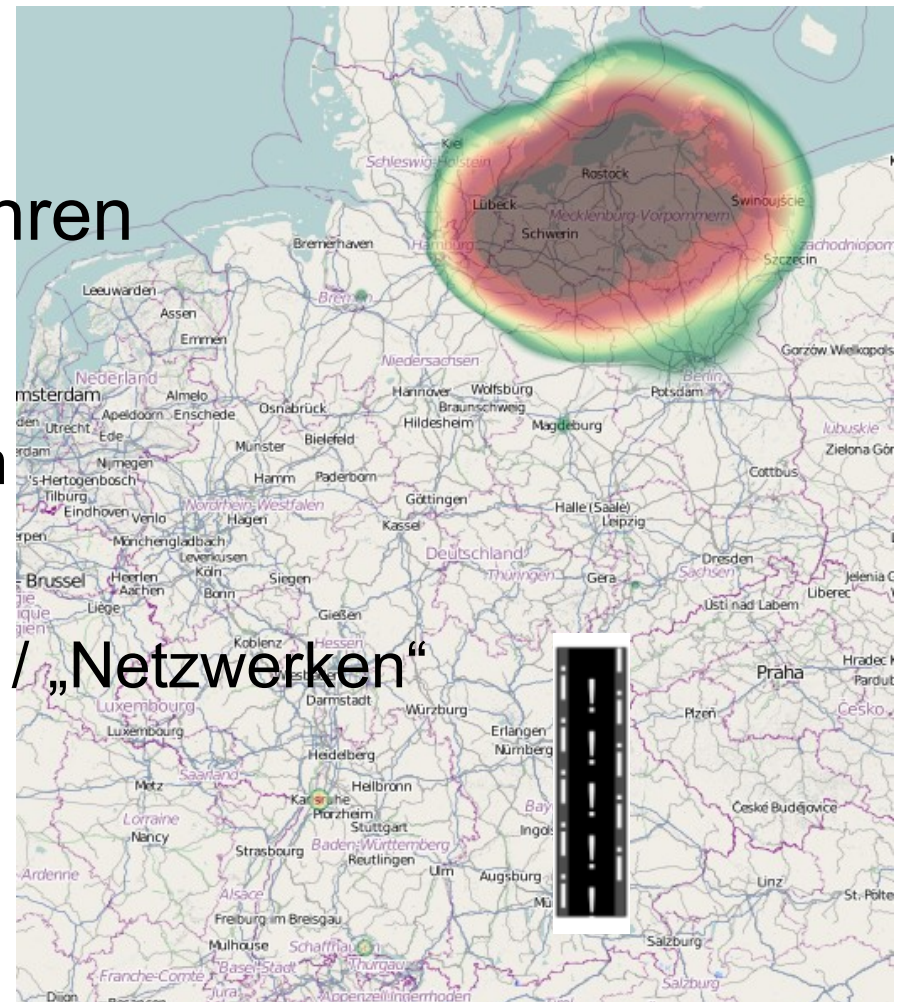 Kiel
Schleswig-Holstein
Rostock
hren
Lübeck
Świnoujście
Mecklenburg-Vorpommern
Schwerin
Bremerhaven
Hamburg
zachodniopom
Szczecin
Leeuwarden
Bremen
Assen
Emmen
Gorzów Wielkopols
Niedersachsen
Nederland
Berlin
msterdam
Almelo
Hannover
Wolfsburg
Potsdam
Osnabrück
Braunschweig
Apeldoorn
Enschede
Hildesheim
Magdeburg
Utrecht
Ede
lubuskie
Münster
Bielefeld
Zielona Gór
n
Nijmegen
's-Hertogenbosch
Hamm
Paderborn
Cottbus
Tilburg
Göttingen
Nordrhein-Westfalen
Halle (Saale)
Eindhoven
Venlo
Hagen
Kassel
Leipzig
Mönchengladbach
Deutschland
Leverkusen
Dresden
Köln
Thüringen
Sachsen
Brussel
Heerlen
Siegen
Gera
Jelenia G
Aachen
Bonn
Liberec
Liège
Ústí nad Labem
Gießen
Koblenz
Hessen
/ „Netzwerken“
Hradec K
Praha
Pardub
Darmstadt
Luxembourg
Würzburg
Plzeň
Česko
Luxembourg
Erlangen
Nürnberg
Heidelberg
Saarland
Metz
Heilbronn
Karlsruhe
Pforzheim
České Budějovice
Lorraine
Stuttgart
Nancy
Baden-Württemberg
Strasbourg
Reutlingen
Ardenne
Ulm
Augsburg
Linz
Alsace
St. Pölte
Freiburg im Breisgau
Mulhouse
Schaffhausen
Salzburg
Basel-Stadt
Thurgau
Franche-Comté
Jura
Salzburg
Appenzell Innerrhoden
Dijon